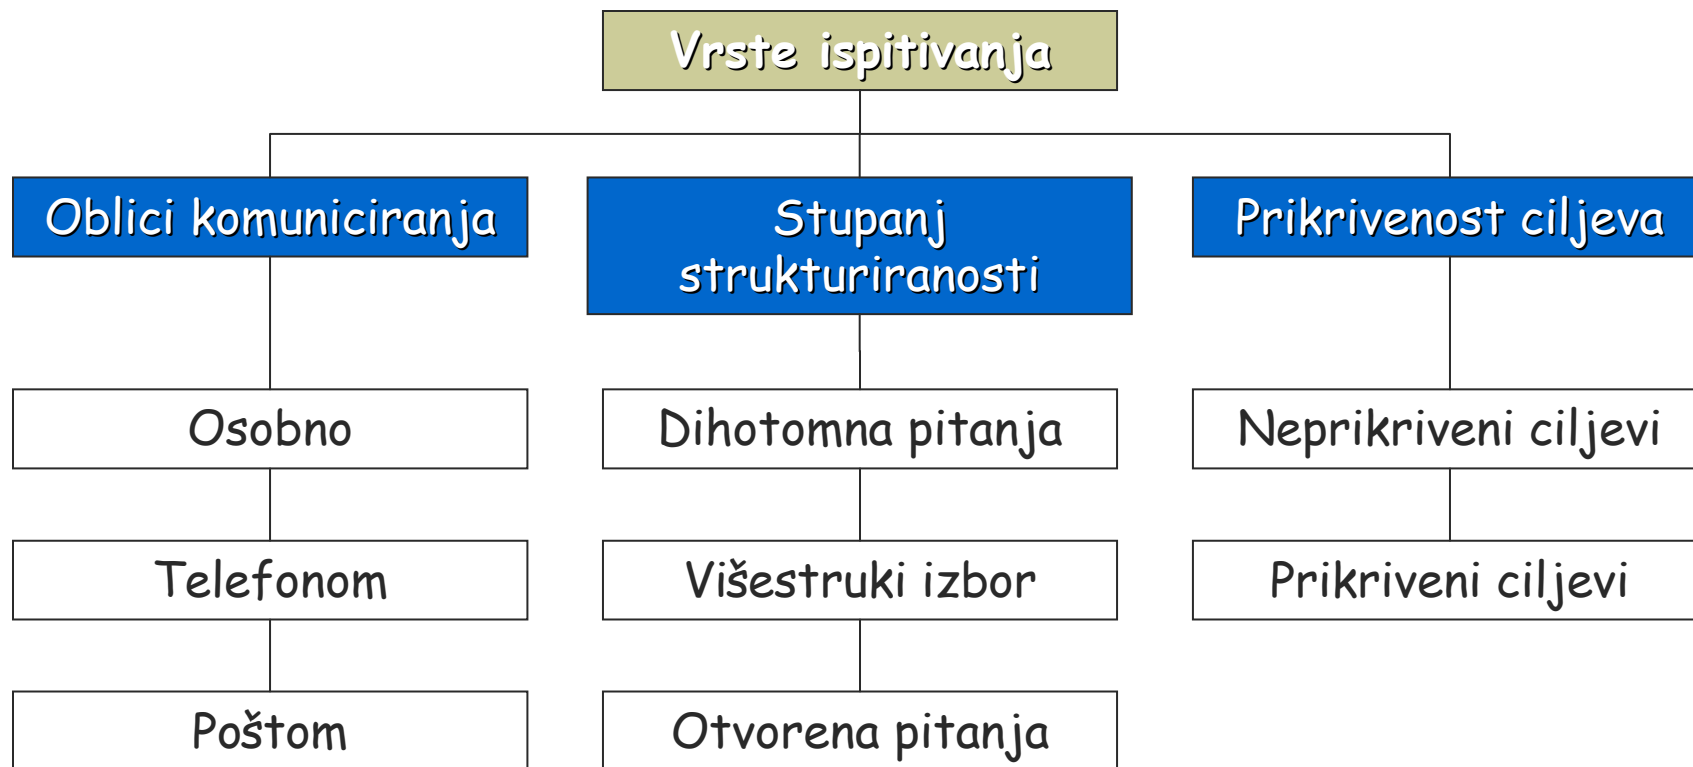 Vrste ispitivanja
Oblici komuniciranja
Stupanj
strukturiranosti
Prikrivenost ciljeva
Osobno
Dihotomna pitanja
Neprikriveni ciljevi
Telefonom
Višestruki izbor
Prikriveni ciljevi
Poštom
Otvorena pitanja